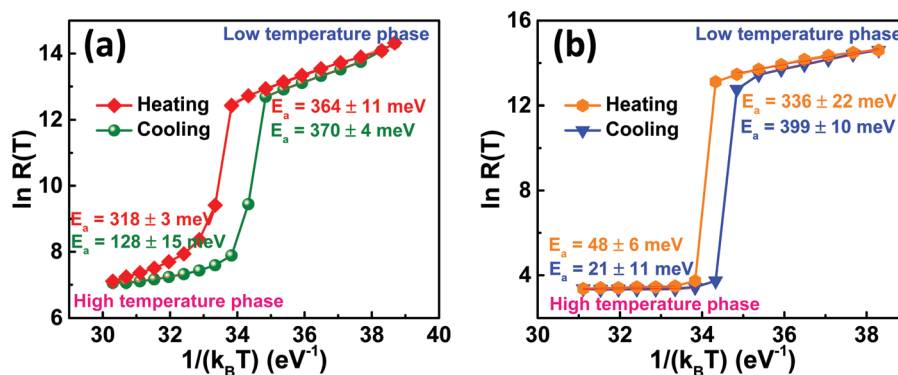 (a)
Low temperature phase
Heating
Cooling
E_a = 364 ± 11 meV
E_a = 370 ± 4 meV
E_a = 318 ± 3 meV
E_a = 128 ± 15 meV
High temperature phase
ln R(T)
14
12
10
8
6
30 32 34 36 38 40
1/(k_B T) (eV⁻¹)
(b)
Low temperature phase
Heating
Cooling
E_a = 336 ± 22 meV
E_a = 399 ± 10 meV
E_a = 48 ± 6 meV
E_a = 21 ± 11 meV
High temperature phase
ln R(T)
16
12
8
4
30 32 34 36 38
1/(k_B T) (eV⁻¹)